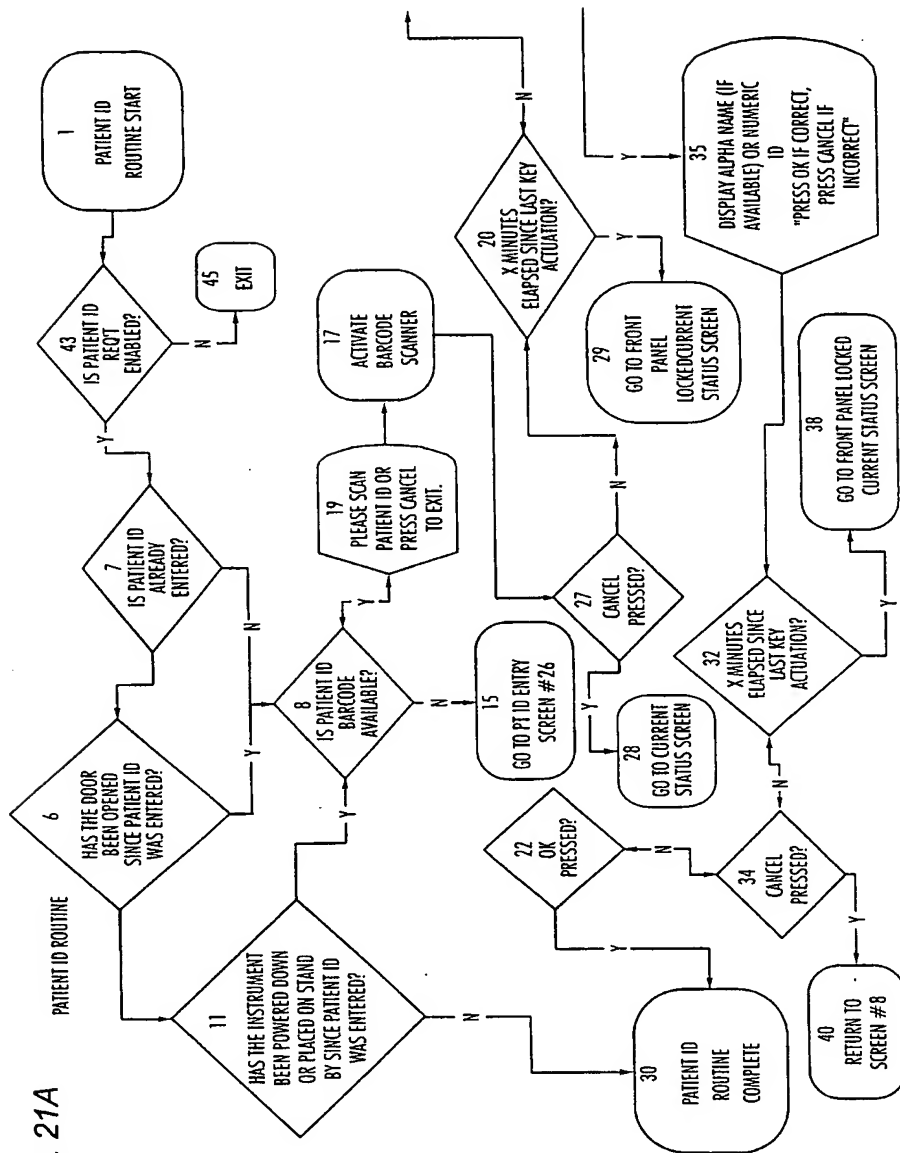 . 21A
PATIENT ID ROUTINE
1
PATIENT ID
ROUTINE START
43
IS PATIENT ID
REQ'T
ENABLED?
N
45
EXIT
Y
7
IS PATIENT ID
ALREADY
ENTERED?
N
6
HAS THE DOOR
BEEN OPENED
SINCE PATIENT ID
WAS ENTERED?
Y
11
HAS THE INSTRUMENT
BEEN POWERED DOWN
OR PLACED ON STAND
BY SINCE PATIENT ID
WAS ENTERED?
Y
N
8
IS PATIENT ID
BARCODE
AVAILABLE?
Y
N
19
PLEASE SCAN
PATIENT ID OR
PRESS CANCEL
TO EXIT.
17
ACTIVATE
BARCODE
SCANNER
15
GO TO PT ID ENTRY
SCREEN #26
27
CANCEL
PRESSED?
N
Y
28
GO TO CURRENT
STATUS SCREEN
20
X MINUTES
ELAPSED SINCE LAST KEY
ACTUATION?
N
Y
29
GO TO FRONT
PANEL
LOCKEDCURRENT
STATUS SCREEN
Y
35
DISPLAY ALPHA NAME (IF
AVAILABLE) OR NUMERIC
ID
"PRESS OK IF CORRECT,
PRESS CANCEL IF
INCORRECT"
32
X MINUTES
ELAPSED SINCE
LAST KEY
ACTUATION?
Y
N
38
GO TO FRONT PANEL LOCKED
CURRENT STATUS SCREEN
34
CANCEL
PRESSED?
N
Y
22
OK
PRESSED?
Y
30
PATIENT ID
ROUTINE
COMPLETE
40
RETURN TO
SCREEN #8